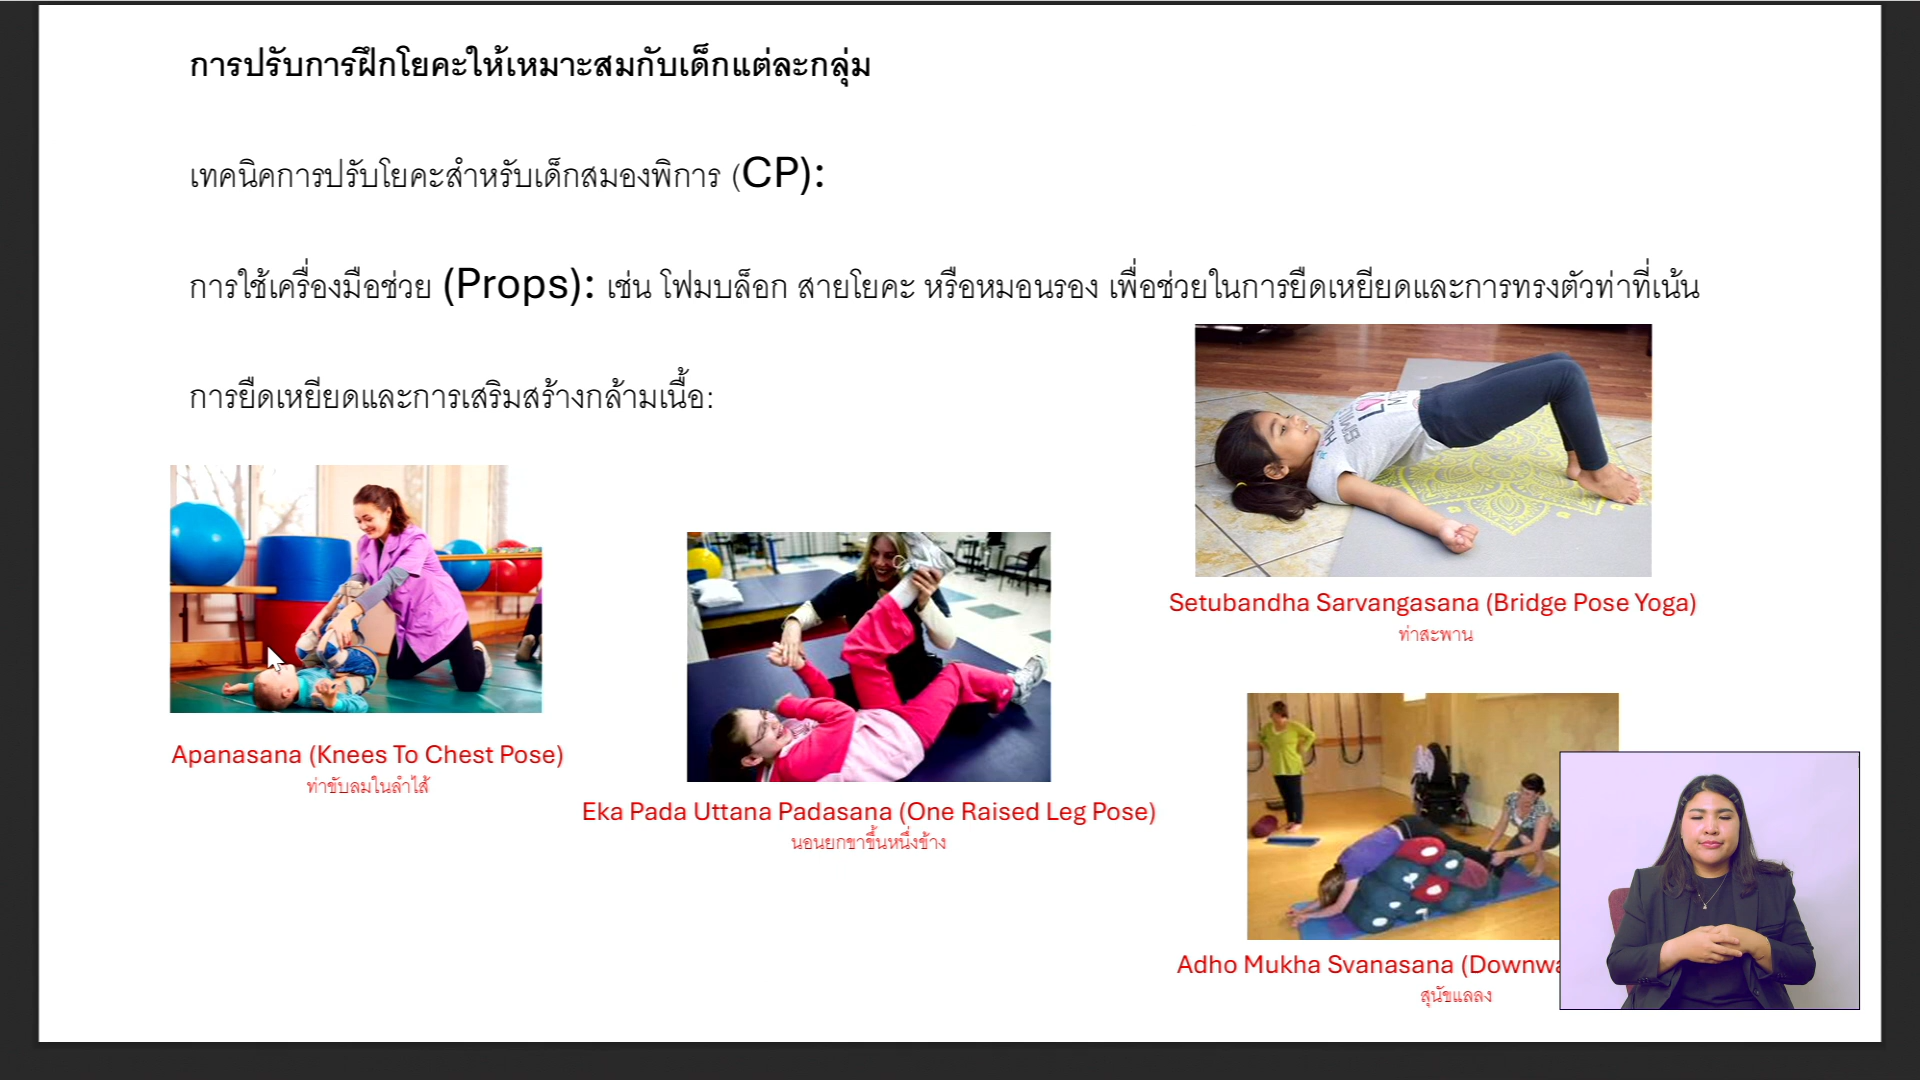 การปรับการฝึกโยคะให้เหมาะสมกับเด็กแต่ละกลุ่ม
เทคนิคการปรับโยคะสำหรับเด็กสมองพิการ (CP):
การใช้เครื่องมือช่วย (Props): เช่น โฟมบล็อก สายโยคะ หรือหมอนรอง เพื่อช่วยในการยืดเหยียดและการทรงตัวท่าที่เน้น
การยืดเหยียดและการเสริมสร้างกล้ามเนื้อ:
Setubandha Sarvangasana (Bridge Pose Yoga)
ท่าสะพาน
Apanasana (Knees To Chest Pose)
ท่าขับลมในลำไส้
Eka Pada Uttana Padasana (One Raised Leg Pose)
นอนยกขาขึ้นหนึ่งข้าง
Adho Mukha Svanasana
สุนัขแลลง